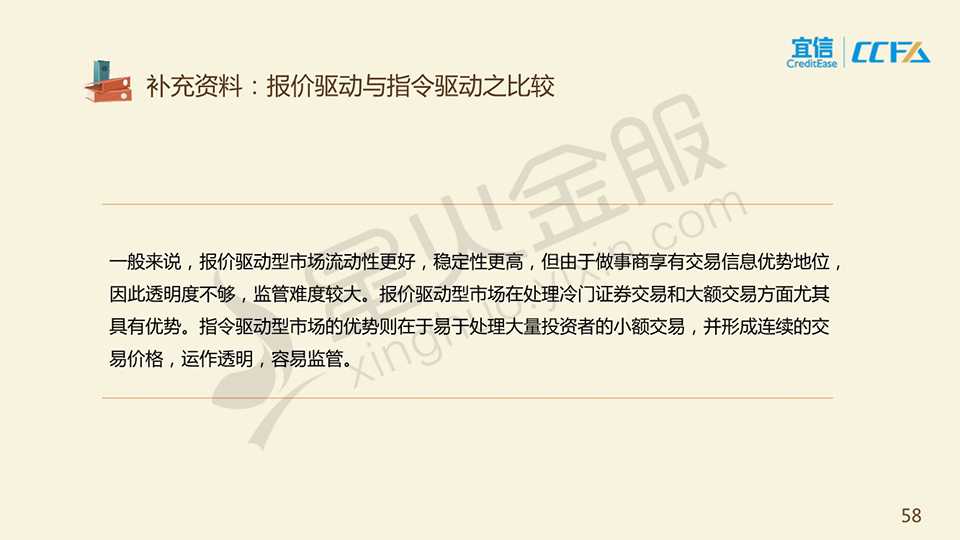 宜信
CreditEase
CCFA
补充资料：报价驱动与指令驱动之比较
星火金服
xinghuo.yixin.com
一般来说，报价驱动型市场流动性更好，稳定性更高，但由于做事商享有交易信息优势地位，
因此透明度不够，监管难度较大。报价驱动型市场在处理冷门证券交易和大额交易方面尤其
具有优势。指令驱动型市场的优势则在于易于处理大量投资者的小额交易，并形成连续的交
易价格，运作透明，容易监管。
58